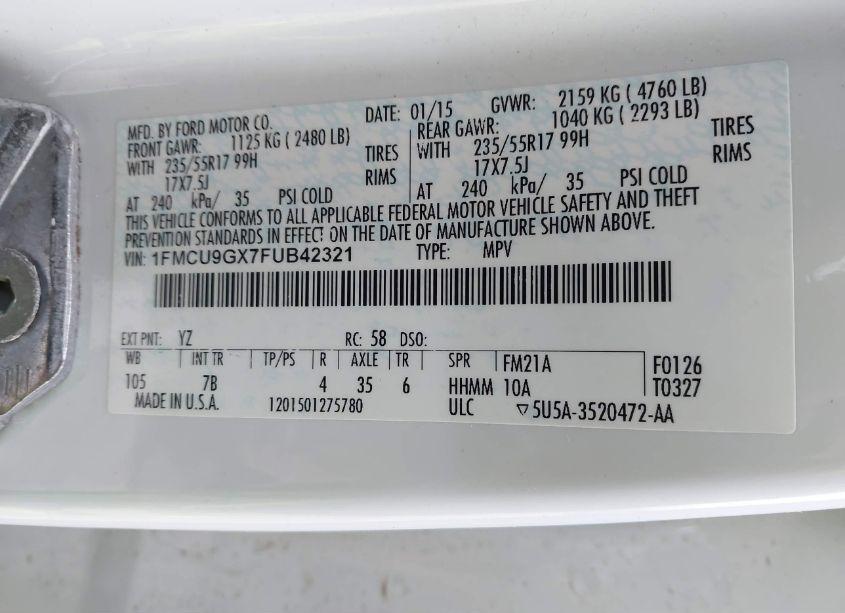 MFD. BY FORD MOTOR CO. DATE: 01/15 GVWR: 2159 KG ( 4760 LB)
FRONT GAWR: 1125 KG ( 2480 LB) REAR GAWR: 1040 KG ( 2293 LB)
WITH 235/55R17 99H TIRES WITH 235/55R17 99H TIRES
17X7.5J RIMS 17X7.5J RIMS
AT 240 kPa/ 35 PSI COLD AT 240 kPa/ 35 PSI COLD
THIS VEHICLE CONFORMS TO ALL APPLICABLE FEDERAL MOTOR VEHICLE SAFETY AND THEFT
PREVENTION STANDARDS IN EFFECT ON THE DATE OF MANUFACTURE SHOWN ABOVE.
VIN: 1FMCU9GX7FUB42321 TYPE: MPV
EXT PNT: YZ RC: 58 DSO:
WB INT TR TP/PS R AXLE TR SPR FM21A F0126
105 7B 4 35 6 HHMM 10A T0327
MADE IN U.S.A. 1201501275780 ULC ▽5U5A-3520472-AA